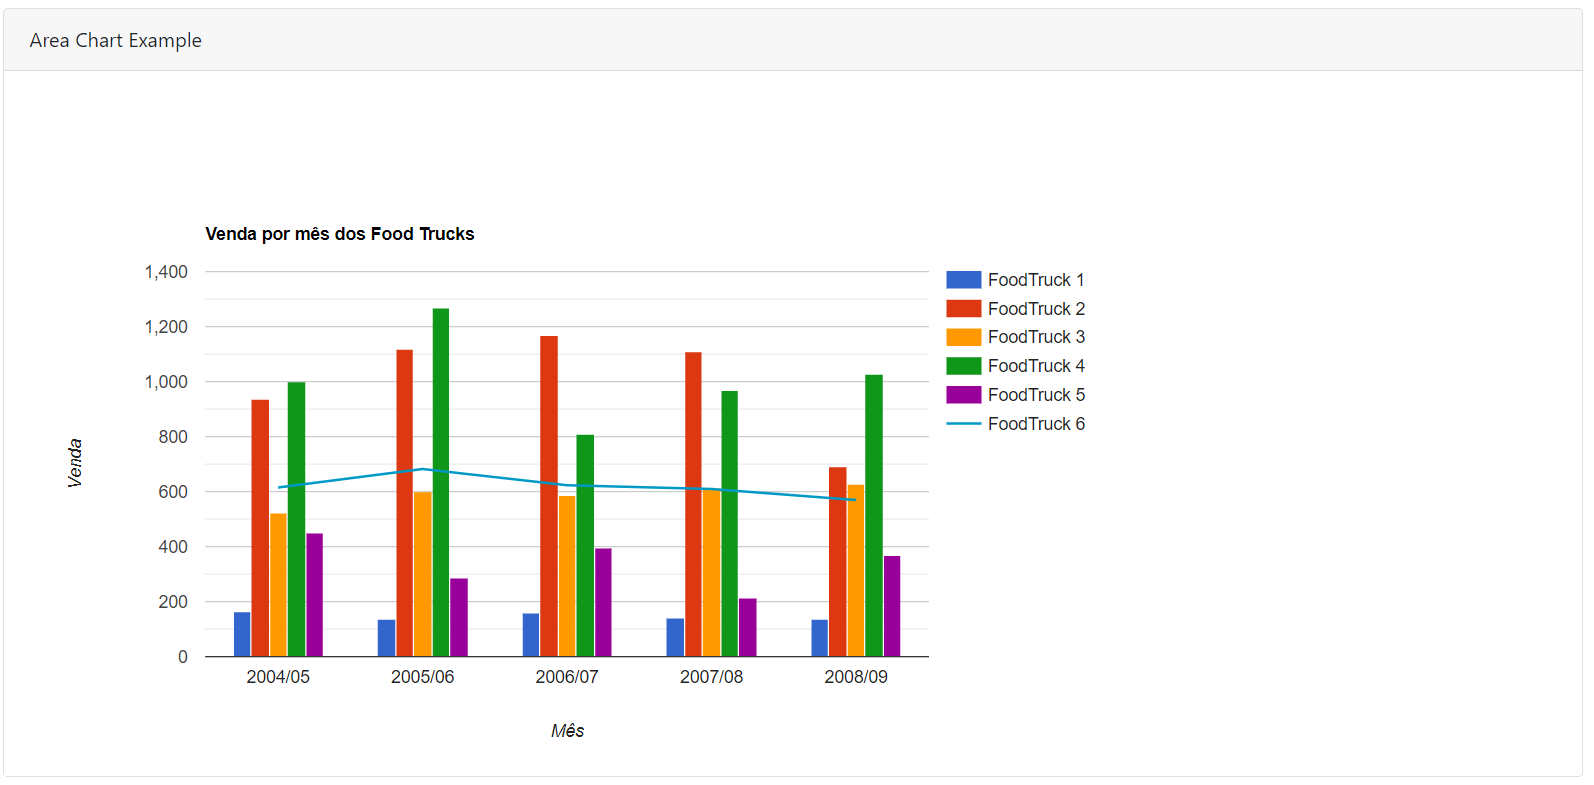 Area Chart Example
Venda por mês dos Food Trucks
1,400
1,200
1,000
800
600
400
200
0
Venda
2004/05
2005/06
2006/07
2007/08
2008/09
Mês
FoodTruck 1
FoodTruck 2
FoodTruck 3
FoodTruck 4
FoodTruck 5
FoodTruck 6